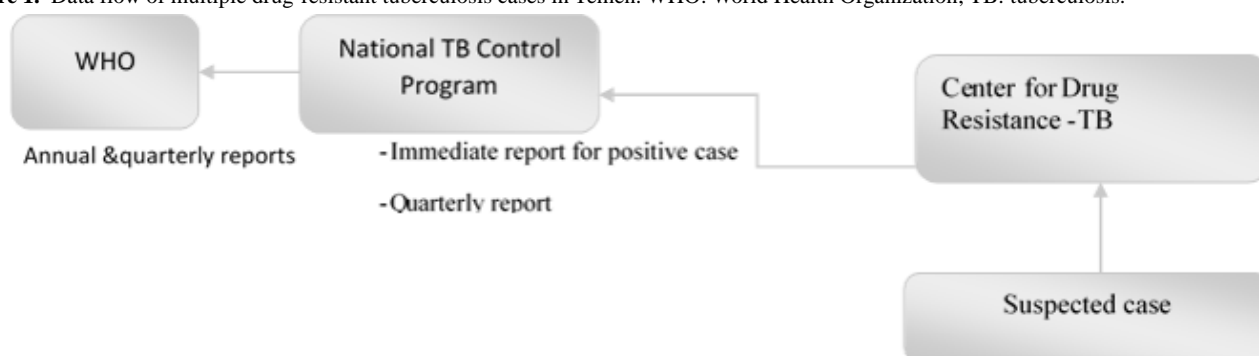 1. Data flow of multiple drug-resistant tuberculosis cases in Yemen. WHO: World Health Organization; TB: tuberculosis.
WHO
National TB Control
Program
Center for Drug
Resistance -TB
Annual &quarterly reports
-Immediate report for positive case
-Quarterly report
Suspected case